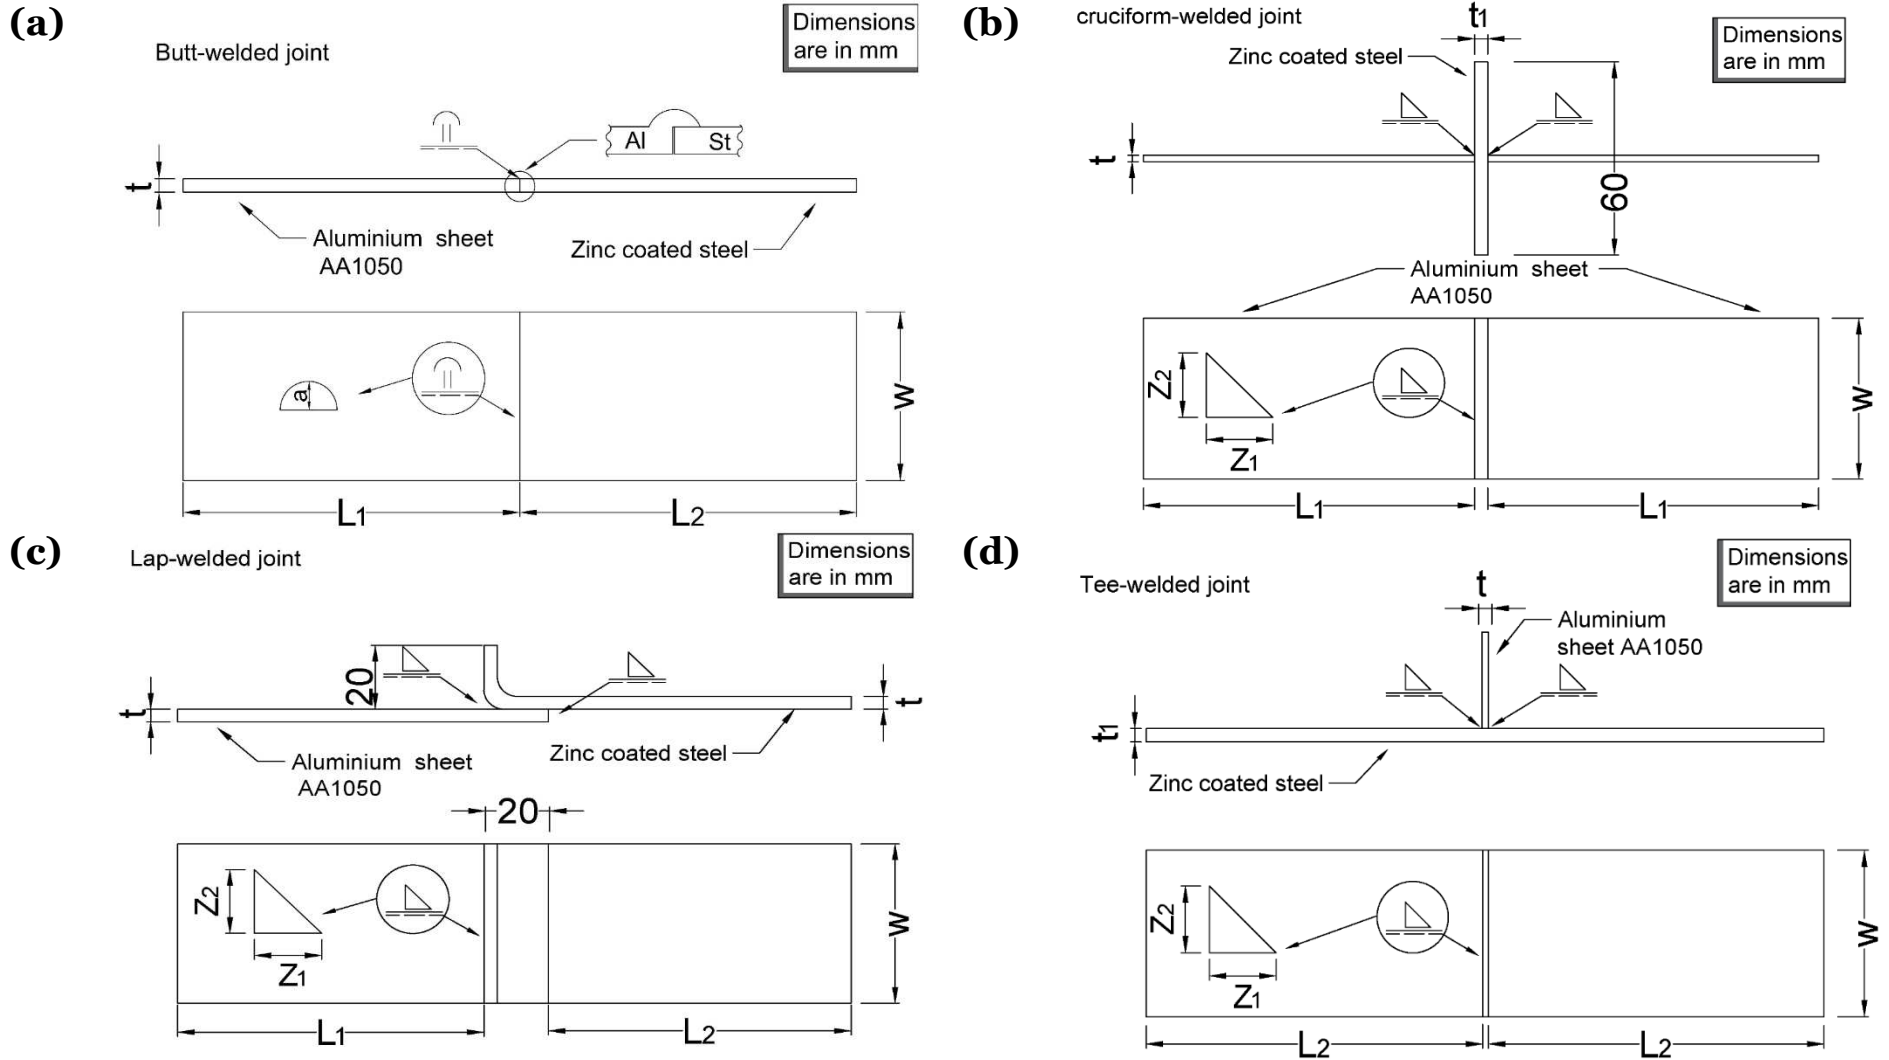 (a)
Butt-welded joint
Dimensions
are in mm
Al
St
t
Aluminium sheet
AA1050
Zinc coated steel
a
W
L1
L2
(b)
cruciform-welded joint
t1
Dimensions
are in mm
Zinc coated steel
t
60
Aluminium sheet
AA1050
Z2
Z1
W
L1
L1
(c)
Lap-welded joint
Dimensions
are in mm
20
t
t
Aluminium sheet
AA1050
Zinc coated steel
20
Z2
Z1
W
L1
L2
(d)
Tee-welded joint
Dimensions
are in mm
t
Aluminium
sheet AA1050
t1
Zinc coated steel
Z2
Z1
W
L2
L2